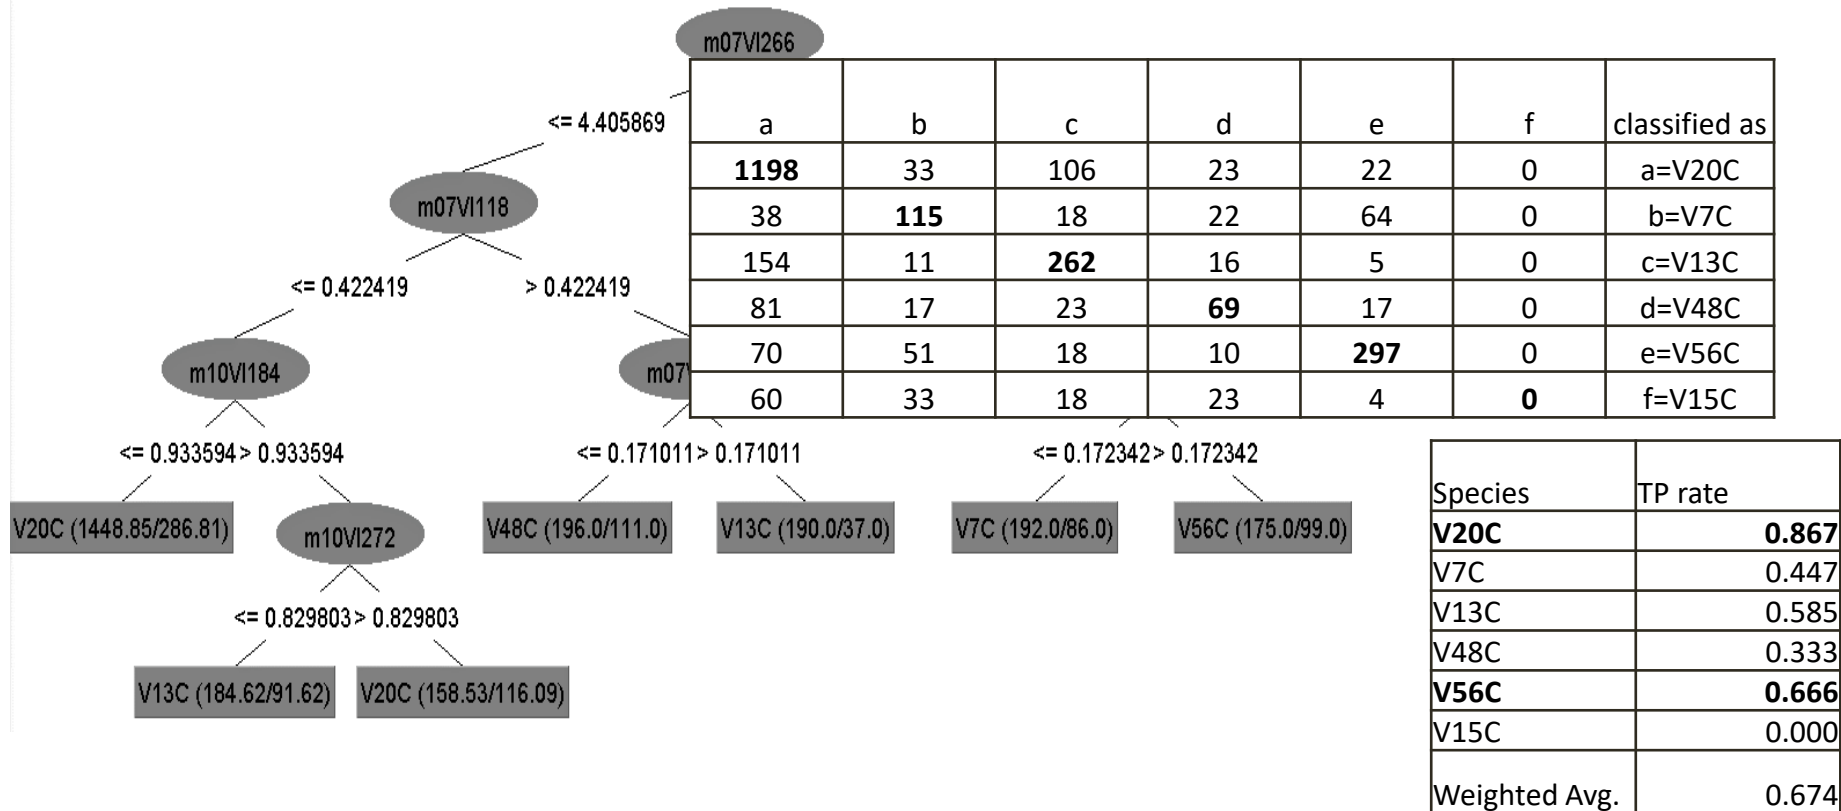 m07VI266
<= 4.405869
m07VI118
<= 0.422419 > 0.422419
m10VI184
m07
<= 0.933594 > 0.933594
<= 0.171011 > 0.171011
<= 0.172342 > 0.172342
V20C (1448.85/286.81)
m10VI272
V48C (196.0/111.0)
V13C (190.0/37.0)
V7C (192.0/86.0)
V56C (175.0/99.0)
<= 0.829803 > 0.829803
V13C (184.62/91.62)
V20C (158.53/116.09)
a b c d e f classified as
1198 33 106 23 22 0 a=V20C
38 115 18 22 64 0 b=V7C
154 11 262 16 5 0 c=V13C
81 17 23 69 17 0 d=V48C
70 51 18 10 297 0 e=V56C
60 33 18 23 4 0 f=V15C
Species TP rate
V20C 0.867
V7C 0.447
V13C 0.585
V48C 0.333
V56C 0.666
V15C 0.000
Weighted Avg. 0.674